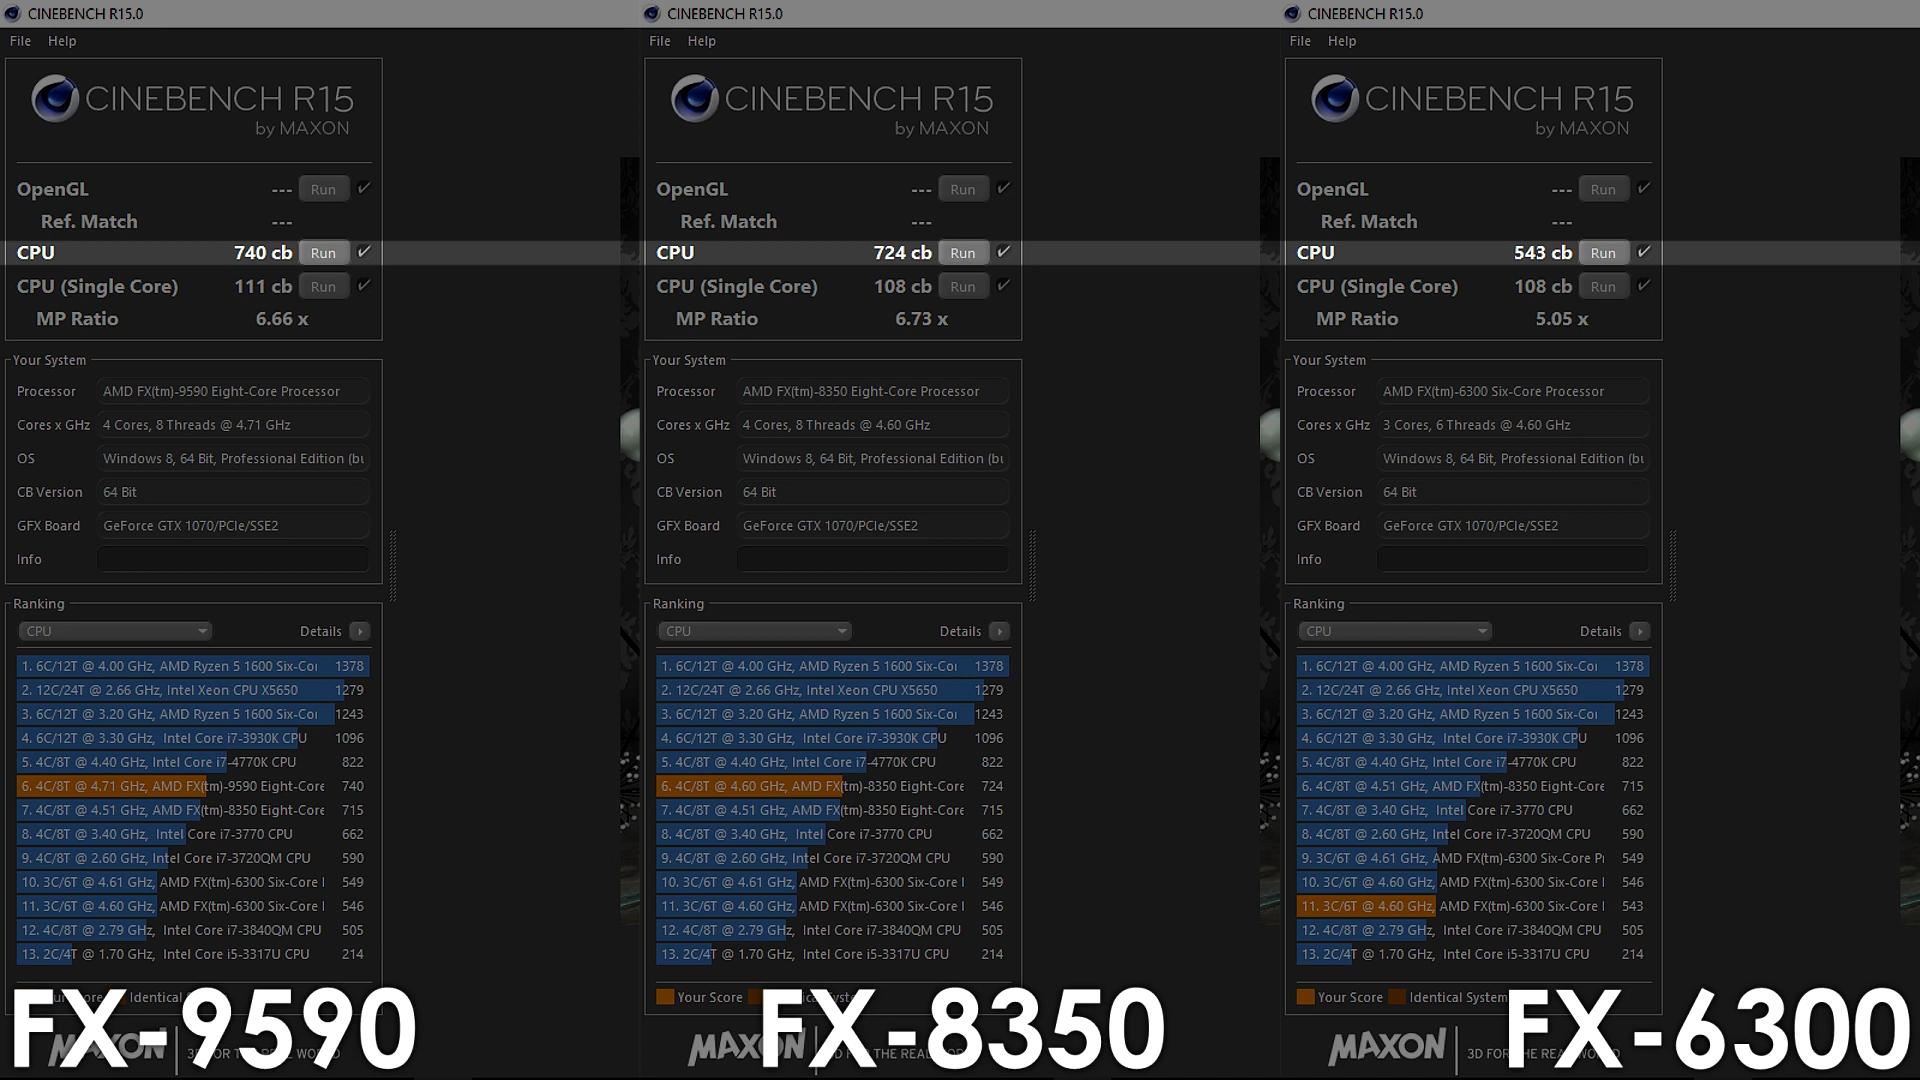 CINEBENCH R15.0
File Help
CINEBENCH R15
by MAXON
OpenGL --- Run
Ref. Match ---
CPU 740 cb Run
CPU (Single Core) 111 cb Run
MP Ratio 6.66 x
Your System
Processor AMD FX(tm)-9590 Eight-Core Processor
Cores x GHz 4 Cores, 8 Threads @ 4.71 GHz
OS Windows 8, 64 Bit, Professional Edition (bu
CB Version 64 Bit
GFX Board GeForce GTX 1070/PCIe/SSE2
Info
Ranking
CPU Details
1. 6C/12T @ 4.00 GHz, AMD Ryzen 5 1600 Six-Co 1378
2. 12C/24T @ 2.66 GHz, Intel Xeon CPU X5650 1279
3. 6C/12T @ 3.20 GHz, AMD Ryzen 5 1600 Six-Co 1243
4. 6C/12T @ 3.30 GHz, Intel Core i7-3930K CPU 1096
5. 4C/8T @ 4.40 GHz, Intel Core i7-4770K CPU 822
6. 4C/8T @ 4.71 GHz, AMD FX(tm)-9590 Eight-Core 740
7. 4C/8T @ 4.51 GHz, AMD FX(tm)-8350 Eight-Core 715
8. 4C/8T @ 3.40 GHz, Intel Core i7-3770 CPU 662
9. 4C/8T @ 2.60 GHz, Intel Core i7-3720QM CPU 590
10. 3C/6T @ 4.61 GHz, AMD FX(tm)-6300 Six-Core 549
11. 3C/6T @ 4.60 GHz, AMD FX(tm)-6300 Six-Core 546
12. 4C/8T @ 2.79 GHz, Intel Core i7-3840QM CPU 505
13. 2C/4T @ 1.70 GHz, Intel Core i5-3317U CPU 214
Identical
FX-9590
MAXON
CINEBENCH R15.0
File Help
CINEBENCH R15
by MAXON
OpenGL --- Run
Ref. Match ---
CPU 724 cb Run
CPU (Single Core) 108 cb Run
MP Ratio 6.73 x
Your System
Processor AMD FX(tm)-8350 Eight-Core Processor
Cores x GHz 4 Cores, 8 Threads @ 4.60 GHz
OS Windows 8, 64 Bit, Professional Edition (bu
CB Version 64 Bit
GFX Board GeForce GTX 1070/PCIe/SSE2
Info
Ranking
CPU Details
1. 6C/12T @ 4.00 GHz, AMD Ryzen 5 1600 Six-Co 1378
2. 12C/24T @ 2.66 GHz, Intel Xeon CPU X5650 1279
3. 6C/12T @ 3.20 GHz, AMD Ryzen 5 1600 Six-Co 1243
4. 6C/12T @ 3.30 GHz, Intel Core i7-3930K CPU 1096
5. 4C/8T @ 4.40 GHz, Intel Core i7-4770K CPU 822
6. 4C/8T @ 4.60 GHz, AMD FX(tm)-8350 Eight-Core 724
7. 4C/8T @ 4.51 GHz, AMD FX(tm)-8350 Eight-Core 715
8. 4C/8T @ 3.40 GHz, Intel Core i7-3770 CPU 662
9. 4C/8T @ 2.60 GHz, Intel Core i7-3720QM CPU 590
10. 3C/6T @ 4.61 GHz, AMD FX(tm)-6300 Six-Core 549
11. 3C/6T @ 4.60 GHz, AMD FX(tm)-6300 Six-Core 546
12. 4C/8T @ 2.79 GHz, Intel Core i7-3840QM CPU 505
13. 2C/4T @ 1.70 GHz, Intel Core i5-3317U CPU 214
Your Score
FX-8350
MAXON THE REAL
CINEBENCH R15.0
File Help
CINEBENCH R15
by MAXON
OpenGL --- Run
Ref. Match ---
CPU 543 cb Run
CPU (Single Core) 108 cb Run
MP Ratio 5.05 x
Your System
Processor AMD FX(tm)-6300 Six-Core Processor
Cores x GHz 3 Cores, 6 Threads @ 4.60 GHz
OS Windows 8, 64 Bit, Professional Edition (bu
CB Version 64 Bit
GFX Board GeForce GTX 1070/PCIe/SSE2
Info
Ranking
CPU Details
1. 6C/12T @ 4.00 GHz, AMD Ryzen 5 1600 Six-Co 1378
2. 12C/24T @ 2.66 GHz, Intel Xeon CPU X5650 1279
3. 6C/12T @ 3.20 GHz, AMD Ryzen 5 1600 Six-Co 1243
4. 6C/12T @ 3.30 GHz, Intel Core i7-3930K CPU 1096
5. 4C/8T @ 4.40 GHz, Intel Core i7-4770K CPU 822
6. 4C/8T @ 4.51 GHz, AMD FX(tm)-8350 Eight-Core 715
7. 4C/8T @ 3.40 GHz, Intel Core i7-3770 CPU 662
8. 4C/8T @ 2.60 GHz, Intel Core i7-3720QM CPU 590
9. 3C/6T @ 4.61 GHz, AMD FX(tm)-6300 Six-Core Pr 549
10. 3C/6T @ 4.60 GHz, AMD FX(tm)-6300 Six-Core 546
11. 3C/6T @ 4.60 GHz, AMD FX(tm)-6300 Six-Core 543
12. 4C/8T @ 2.79 GHz, Intel Core i7-3840QM CPU 505
13. 2C/4T @ 1.70 GHz, Intel Core i5-3317U CPU 214
Your Score Identical System
FX-6300
MAXON 3D FOR THE REAL